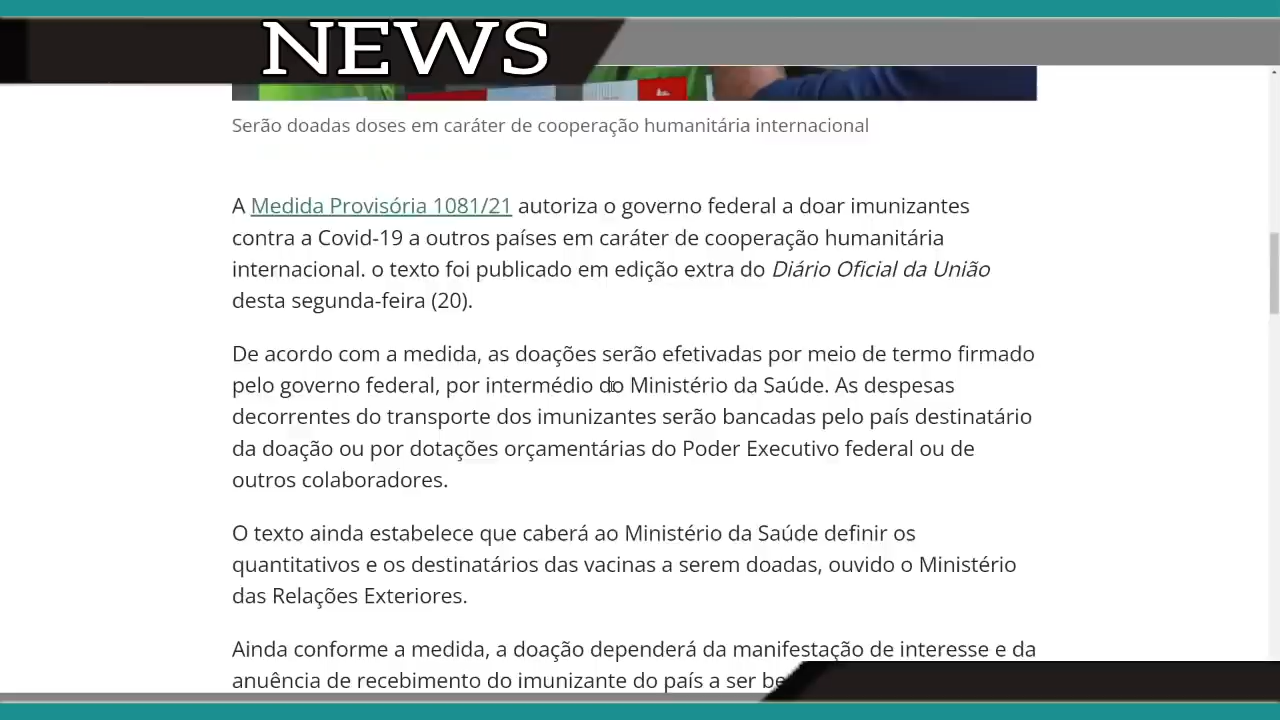 NEWS
Serão doadas doses em caráter de cooperação humanitária internacional
A Medida Provisória 1081/21 autoriza o governo federal a doar imunizantes
contra a Covid-19 a outros países em caráter de cooperação humanitária
internacional. o texto foi publicado em edição extra do Diário Oficial da União
desta segunda-feira (20).
De acordo com a medida, as doações serão efetivadas por meio de termo firmado
pelo governo federal, por intermédio do Ministério da Saúde. As despesas
decorrentes do transporte dos imunizantes serão bancadas pelo país destinatário
da doação ou por dotações orçamentárias do Poder Executivo federal ou de
outros colaboradores.
O texto ainda estabelece que caberá ao Ministério da Saúde definir os
quantitativos e os destinatários das vacinas a serem doadas, ouvido o Ministério
das Relações Exteriores.
Ainda conforme a medida, a doação dependerá da manifestação de interesse e da
anuência de recebimento do imunizante do país a ser